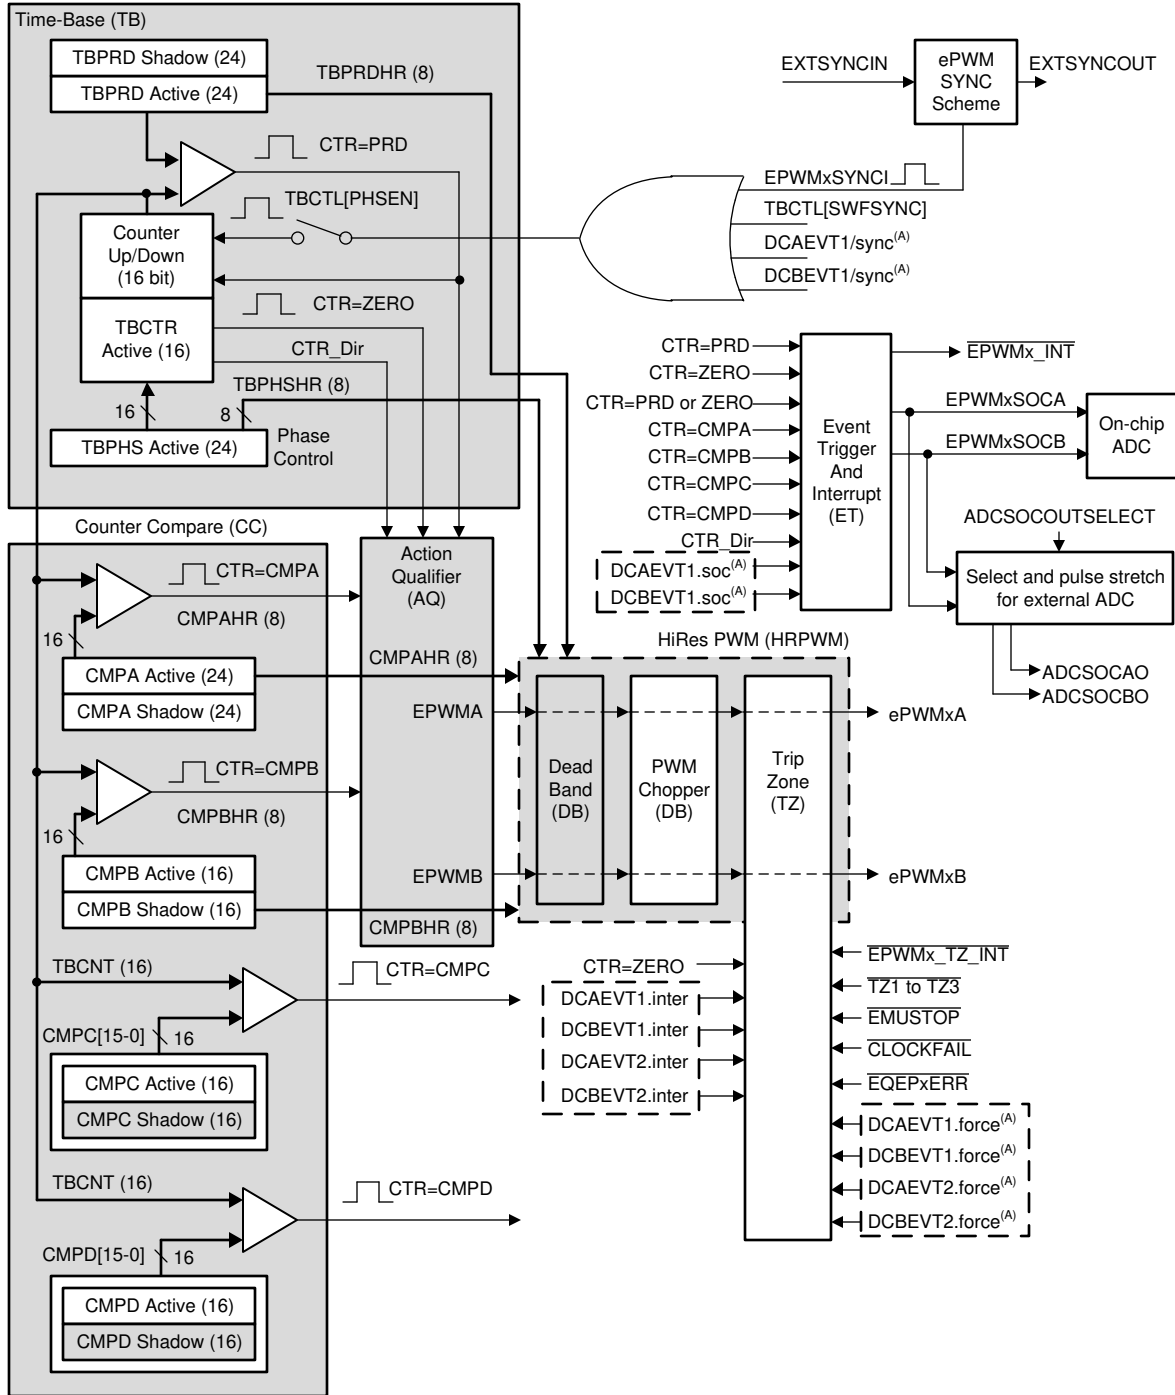 Time-Base (TB)
TBPRD Shadow (24)
TBPRD Active (24)
TBPRDHR (8)
CTR=PRD
TBCTL[PHSEN]
Counter
Up/Down
(16 bit)
CTR=ZERO
TBCTR
Active (16)
CTR_Dir
TBPHSHR (8)
16
8
TBPHS Active (24)
Phase
Control
EXTSYNCIN
ePWM
SYNC
Scheme
EXTSYNCOUT
EPWMxSYNCI
TBCTL[SWFSYNC]
DCAEVT1/sync(A)
DCBEVT1/sync(A)
CTR=PRD
CTR=ZERO
CTR=PRD or ZERO
CTR=CMPA
CTR=CMPB
CTR=CMPC
CTR=CMPD
CTR_Dir
DCAEVT1.soc(A)
DCBEVT1.soc(A)
Event
Trigger
And
Interrupt
(ET)
EPWMx_INT
EPWMxSOCA
EPWMxSOCB
On-chip
ADC
ADCSOCOUTSELECT
Select and pulse stretch
for external ADC
ADCSOCAO
ADCSOCBO
Counter Compare (CC)
CTR=CMPA
CMPAHR (8)
16
CMPA Active (24)
CMPA Shadow (24)
CTR=CMPB
CMPBHR (8)
16
CMPB Active (16)
CMPB Shadow (16)
TBCNT (16)
CTR=CMPC
CMPC[15-0]
16
CMPC Active (16)
CMPC Shadow (16)
TBCNT (16)
CTR=CMPD
CMPD[15-0]
16
CMPD Active (16)
CMPD Shadow (16)
Action
Qualifier
(AQ)
CMPAHR (8)
EPWMA
EPWMB
CMPBHR (8)
HiRes PWM (HRPWM)
Dead
Band
(DB)
PWM
Chopper
(DB)
Trip
Zone
(TZ)
ePWMxA
ePWMxB
CTR=ZERO
DCAEVT1.inter
DCBEVT1.inter
DCAEVT2.inter
DCBEVT2.inter
EPWMx_TZ_INT
TZ1 to TZ3
EMUSTOP
CLOCKFAIL
EQEPxERR
DCAEVT1.force(A)
DCBEVT1.force(A)
DCAEVT2.force(A)
DCBEVT2.force(A)